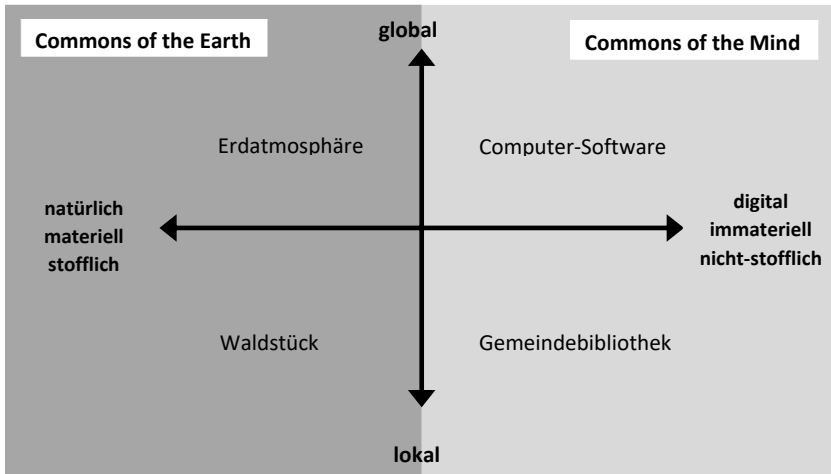 Commons of the Earth
global
Commons of the Mind
Erdatmosphäre
Computer-Software
natürlich
materiell
stofflich
digital
immateriell
nicht-stofflich
Waldstück
Gemeindebibliothek
lokal